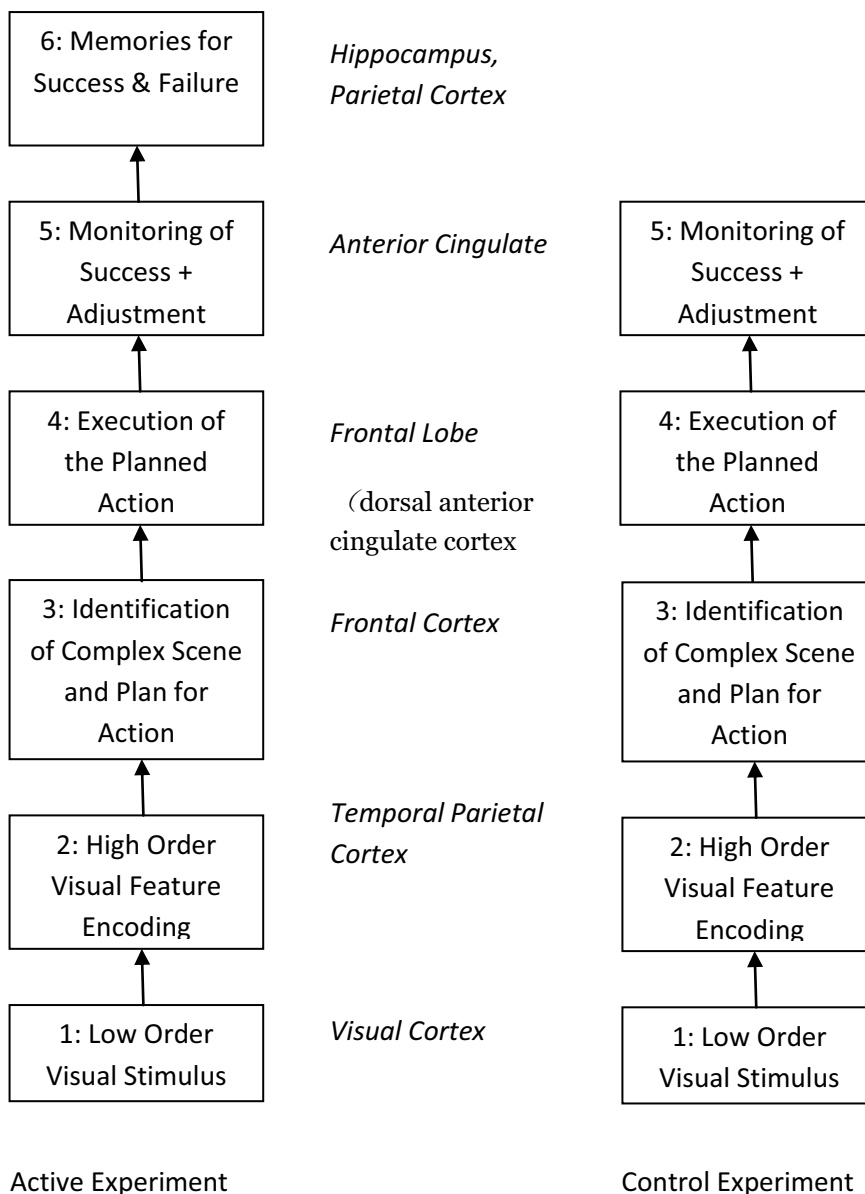 6: Memories for
Success & Failure
Hippocampus,
Parietal Cortex
5: Monitoring of
Success +
Adjustment
Anterior Cingulate
5: Monitoring of
Success +
Adjustment
4: Execution of
the Planned
Action
Frontal Lobe
（dorsal anterior
cingulate cortex
4: Execution of
the Planned
Action
3: Identification
of Complex Scene
and Plan for
Action
Frontal Cortex
3: Identification
of Complex Scene
and Plan for
Action
2: High Order
Visual Feature
Encoding
Temporal Parietal
Cortex
2: High Order
Visual Feature
Encoding
1: Low Order
Visual Stimulus
Visual Cortex
1: Low Order
Visual Stimulus
Active Experiment
Control Experiment